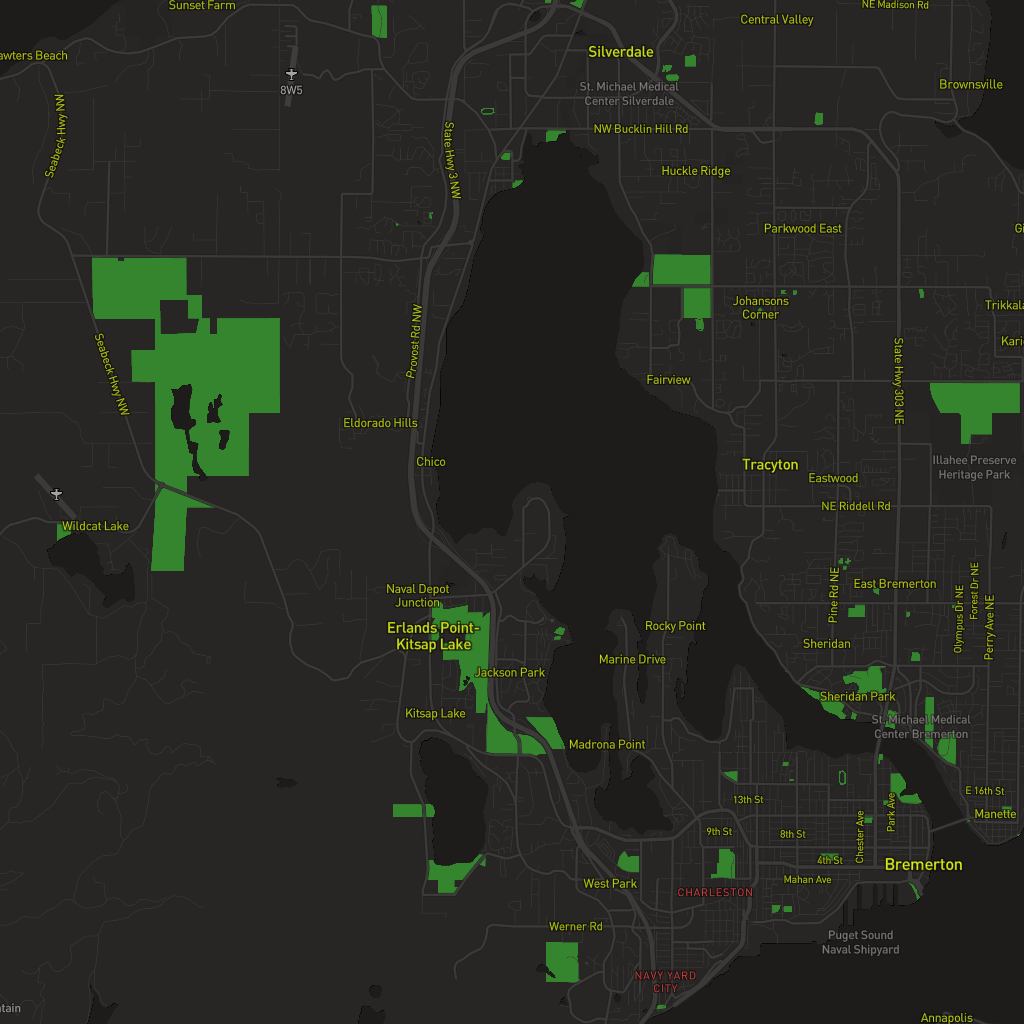 Sunset Farm
NE Madison Rd
Central Valley
awters Beach
Silverdale
8W5
St. Michael Medical
Center Silverdale
Brownsville
Seabeck Hwy NW
State Hwy 3 NW
NW Bucklin Hill Rd
Huckle Ridge
Parkwood East
Gi
Johansons
Corner
Trikkala
Provost Rd NW
Seabeck Hwy NW
State Hwy 303 NE
Kari
Fairview
Eldorado Hills
Chico
Tracyton
Illahee Preserve
Heritage Park
Eastwood
NE Riddell Rd
Wildcat Lake
Naval Depot
Junction
Pine Rd NE
East Bremerton
Olympus Dr NE
Forest Dr NE
Perry Ave NE
Erlands Point-
Kitsap Lake
Rocky Point
Sheridan
Marine Drive
Jackson Park
Sheridan Park
Kitsap Lake
St. Michael Medical
Center Bremerton
Madrona Point
13th St
E 16th St
Park Ave
Chester Ave
Manette
9th St
8th St
4th St
Bremerton
Mahan Ave
West Park
CHARLESTON
Werner Rd
Puget Sound
Naval Shipyard
NAVY YARD
CITY
ntain
Annapolis